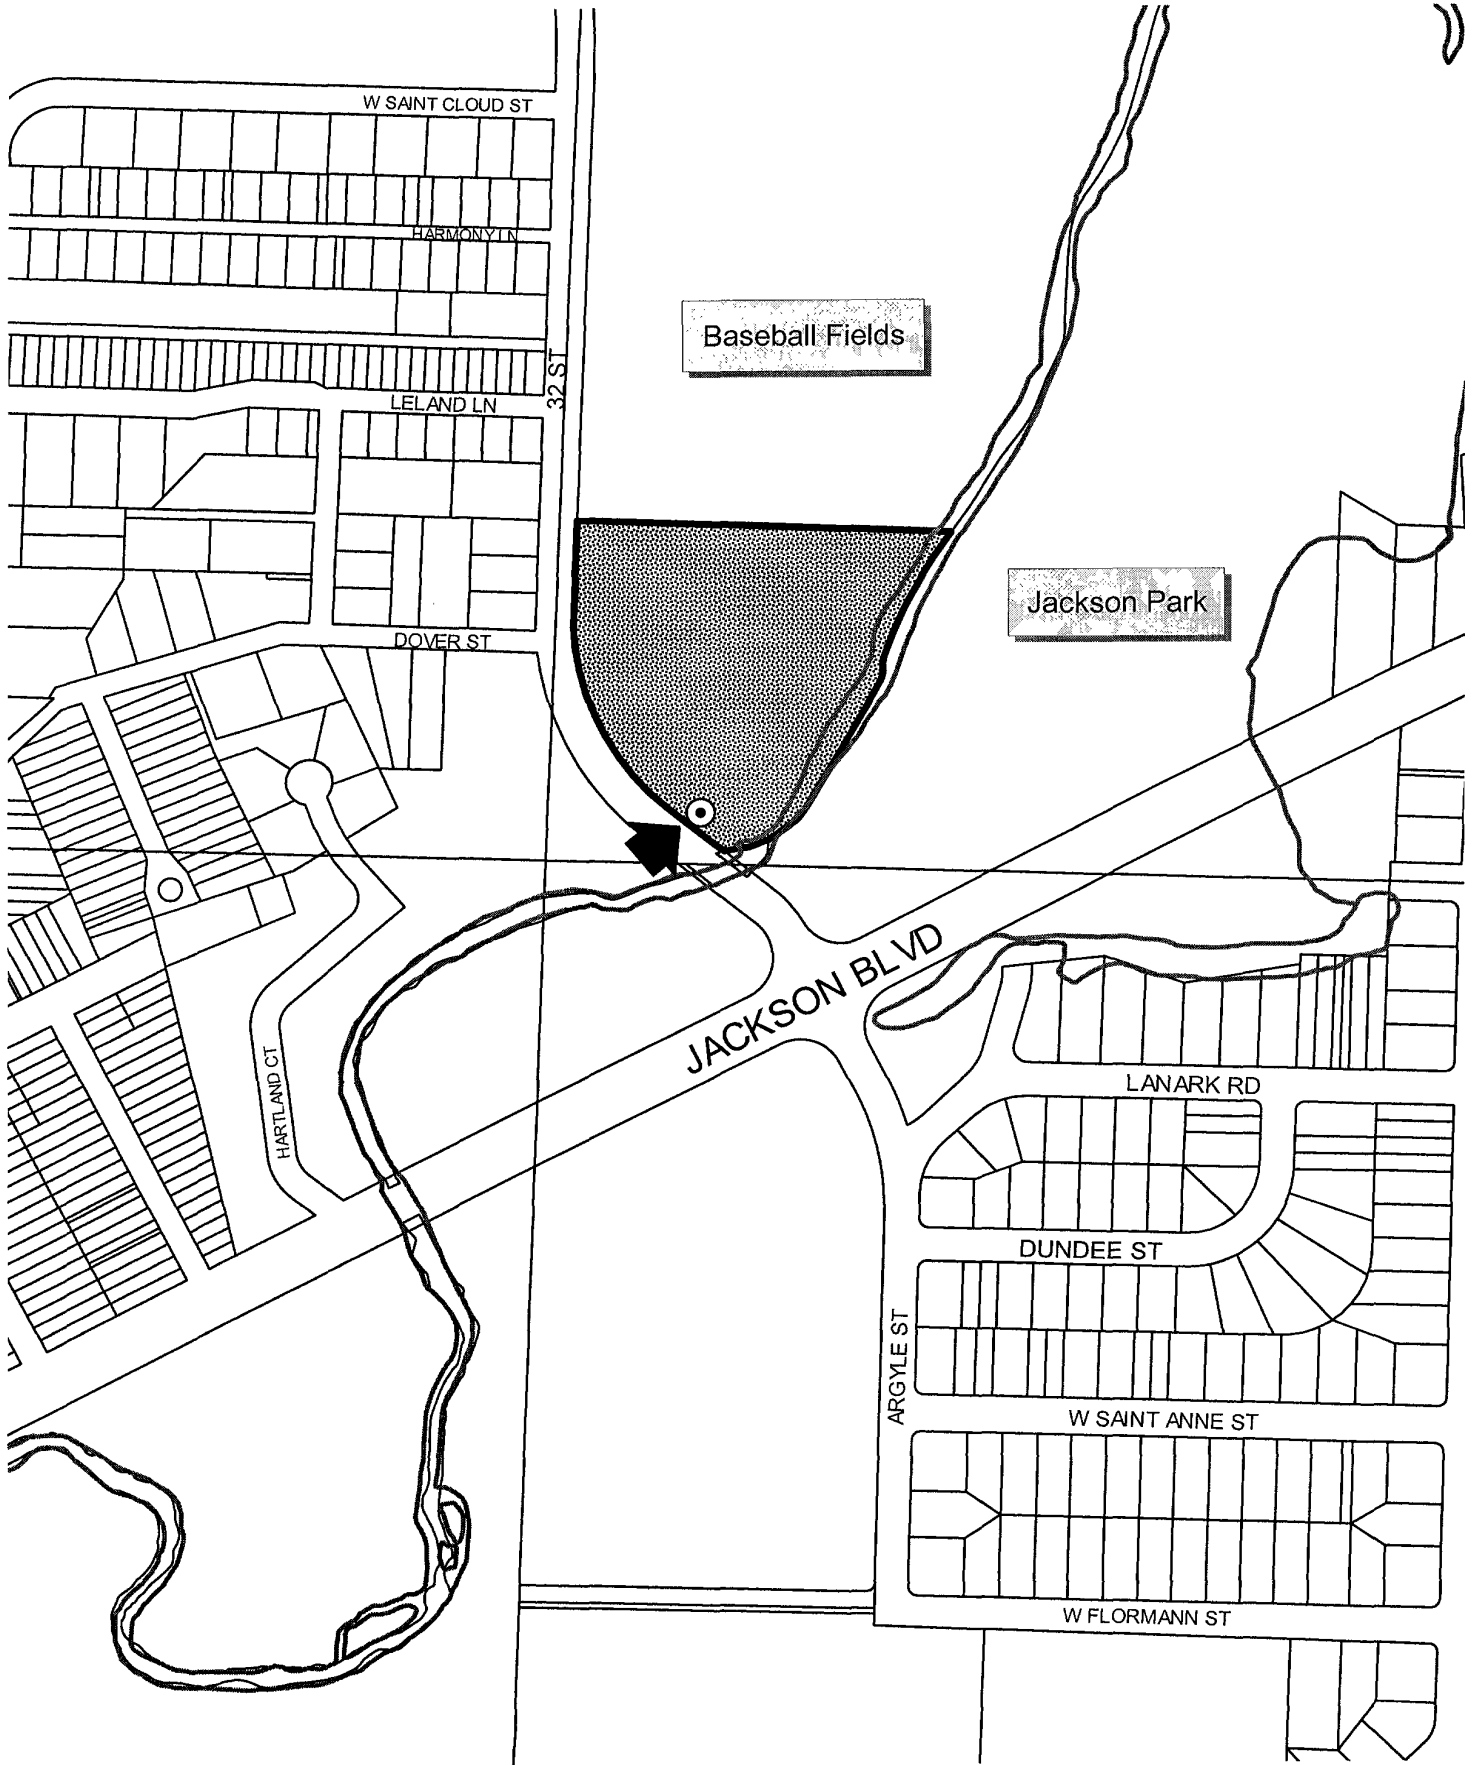 W SAINT CLOUD ST
HARMONY LN
Baseball Fields
32 ST
LELAND LN
Jackson Park
DOVER ST
JACKSON BLVD
HARTLAND CT
LANARK RD
DUNDEE ST
ARGYLE ST
W SAINT ANNE ST
W FLORMANN ST